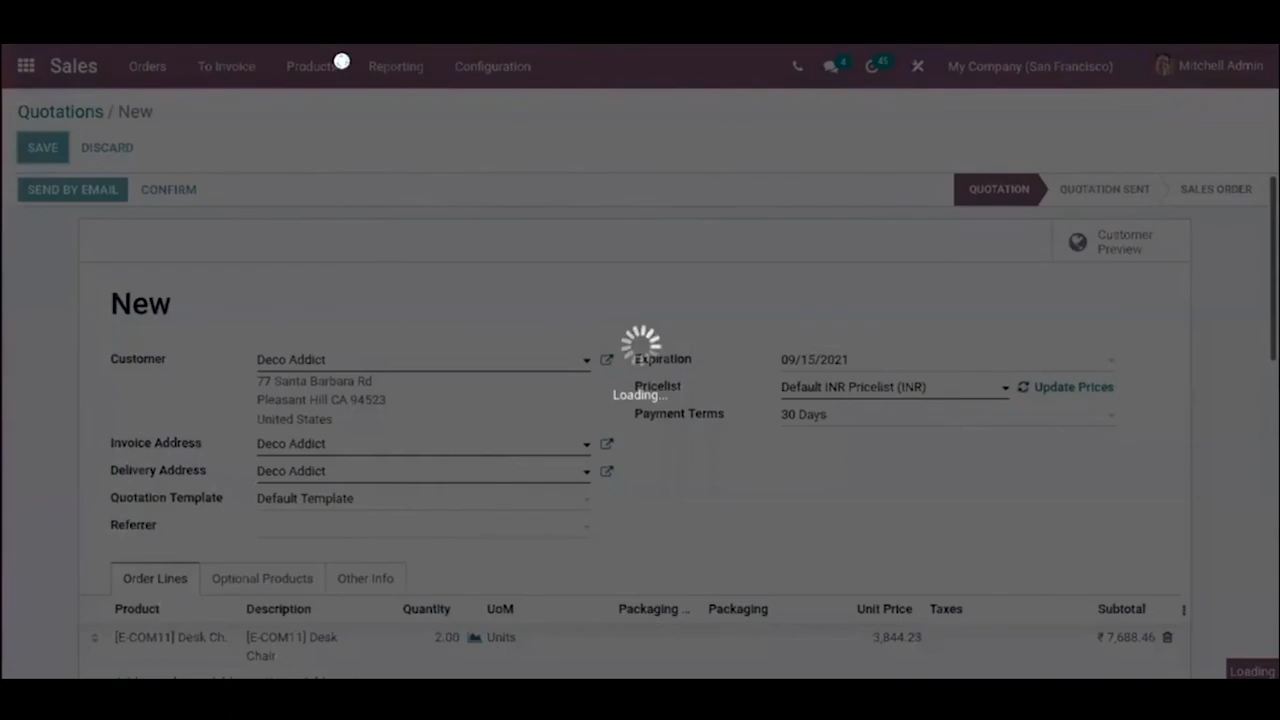 Sales Orders To Invoice Products Reporting Configuration 4 45 My Company (San Francisco) Mitchell Admin
Quotations / New
SAVE DISCARD
SEND BY EMAIL CONFIRM QUOTATION QUOTATION SENT SALES ORDER
Customer
Preview
New
Customer Deco Addict Expiration 09/15/2021
77 Santa Barbara Rd
Pricelist Default INR Pricelist (INR) Update Prices
Loading...
Pleasant Hill CA 94523
Payment Terms 30 Days
United States
Invoice Address Deco Addict
Delivery Address Deco Addict
Quotation Template Default Template
Referrer
Order Lines Optional Products Other Info
Product Description Quantity UoM Packaging .. Packaging Unit Price Taxes Subtotal
[E-COM11] Desk Ch. [E-COM11] Desk 2.00 Units 3,844.23 ₹ 7,688.46
Chair
Loading